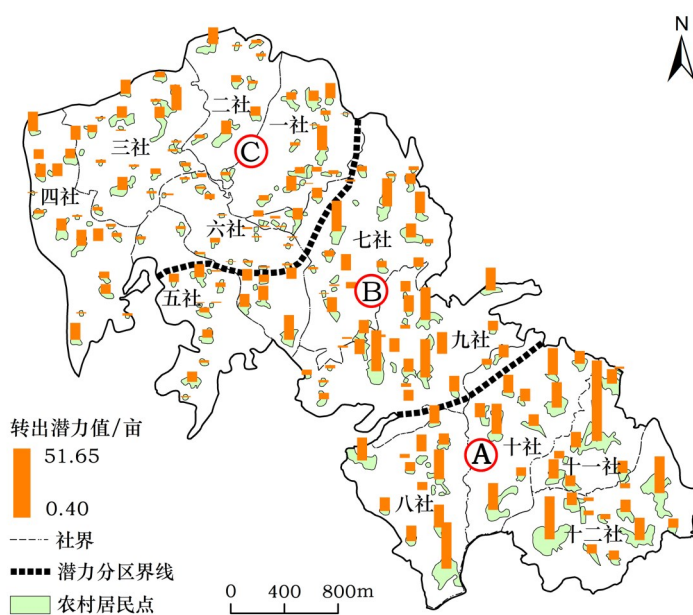 N
二社
一社
三社
C
四社
六社
七社
五社
B
九社
转出潜力值/亩
51.65
0.40
A
十社
十一社
八社
十二社
社界
潜力分区界线
农村居民点
0 400 800m